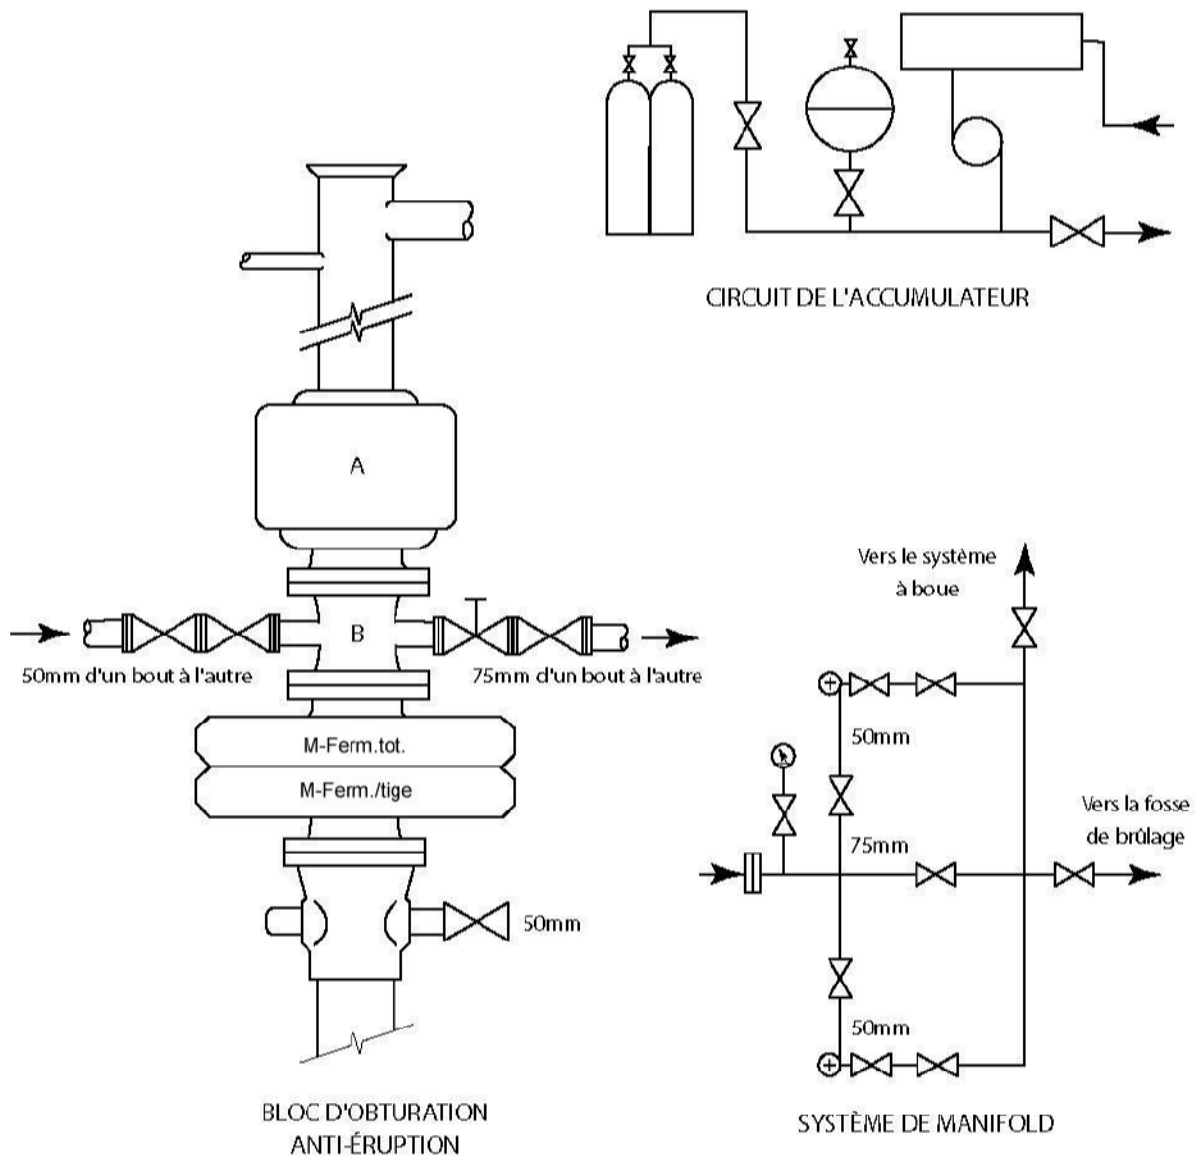 CIRCUIT DE L'ACCUMULATEUR
A
B
50mm d'un bout à l'autre
75mm d'un bout à l'autre
M-Ferm.tot.
M-Ferm./tige
50mm
BLOC D'OBTURATION
ANTI-ÉRUPTION
Vers le système
à boue
50mm
75mm
Vers la fosse
de brûlage
50mm
SYSTÈME DE MANIFOLD